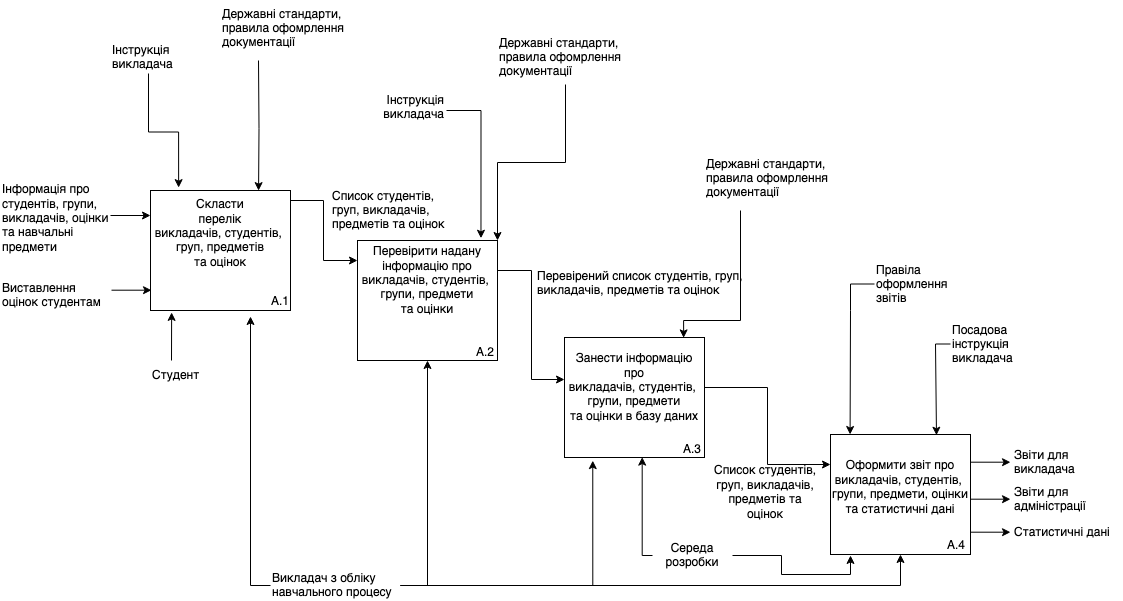 Державні стандарти,
правила офомрлення
документації
Інструкція
викладача
Державні стандарти,
правила офомрлення
документації
Інструкція
викладача
Державні стандарти,
правила офомрлення
документації
Інформація про
студентів, групи,
викладачів, оцінки
та навчальні
предмети
Скласти
перелік
викладачів, студентів,
груп, предметів
та оцінок
А.1
Список студентів,
груп, викладачів,
предметів та оцінок
Виставлення
оцінок студентам
Студент
Перевірити надану
інформацію про
викладачів, студентів,
групи, предмети
та оцінки
А.2
Перевірений список студентів, груп,
викладачів, предметів та оцінок
Правіла
оформлення
звітів
Посадова
інструкція
викладача
Занести інформацію
про
викладачів, студентів,
групи, предмети
та оцінки в базу даних
А.3
Список студентів,
груп, викладачів,
предметів та
оцінок
Оформити звіт про
викладачів, студентів,
групи, предмети, оцінки
та статистичні дані
А.4
Звіти для
викладача
Звіти для
адміністрації
Статистичні дані
Середа
розробки
Викладач з обліку
навчального процесу